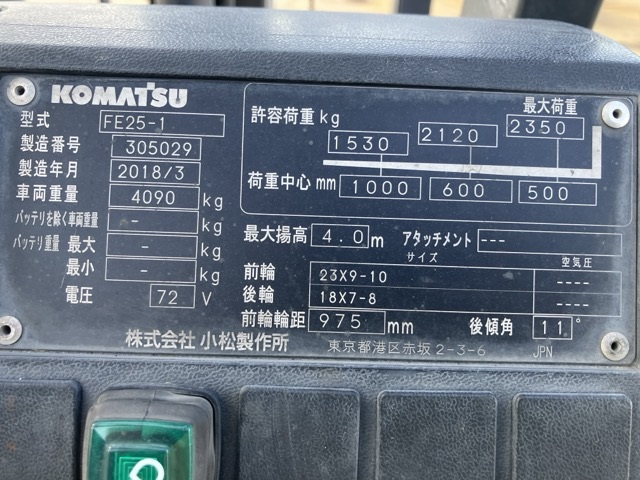 KOMATSU
型式 FE25-1
製造番号 305029
製造年月 2018/3
車両重量 4090 kg
バッテリを除く車両重量 - kg
バッテリ重量 最大 - kg
最小 - kg
電圧 72 V
許容荷重 kg 1530 2120 最大荷重 2350
荷重中心 mm 1000 600 500
最大揚高 4.0 m アタッチメント ---
サイズ 空気圧
前輪 23X9-10 ----
後輪 18X7-8 ----
前輪輪距 975 mm 後傾角 11°
株式会社 小松製作所 東京都港区赤坂 2-3-6 JPN